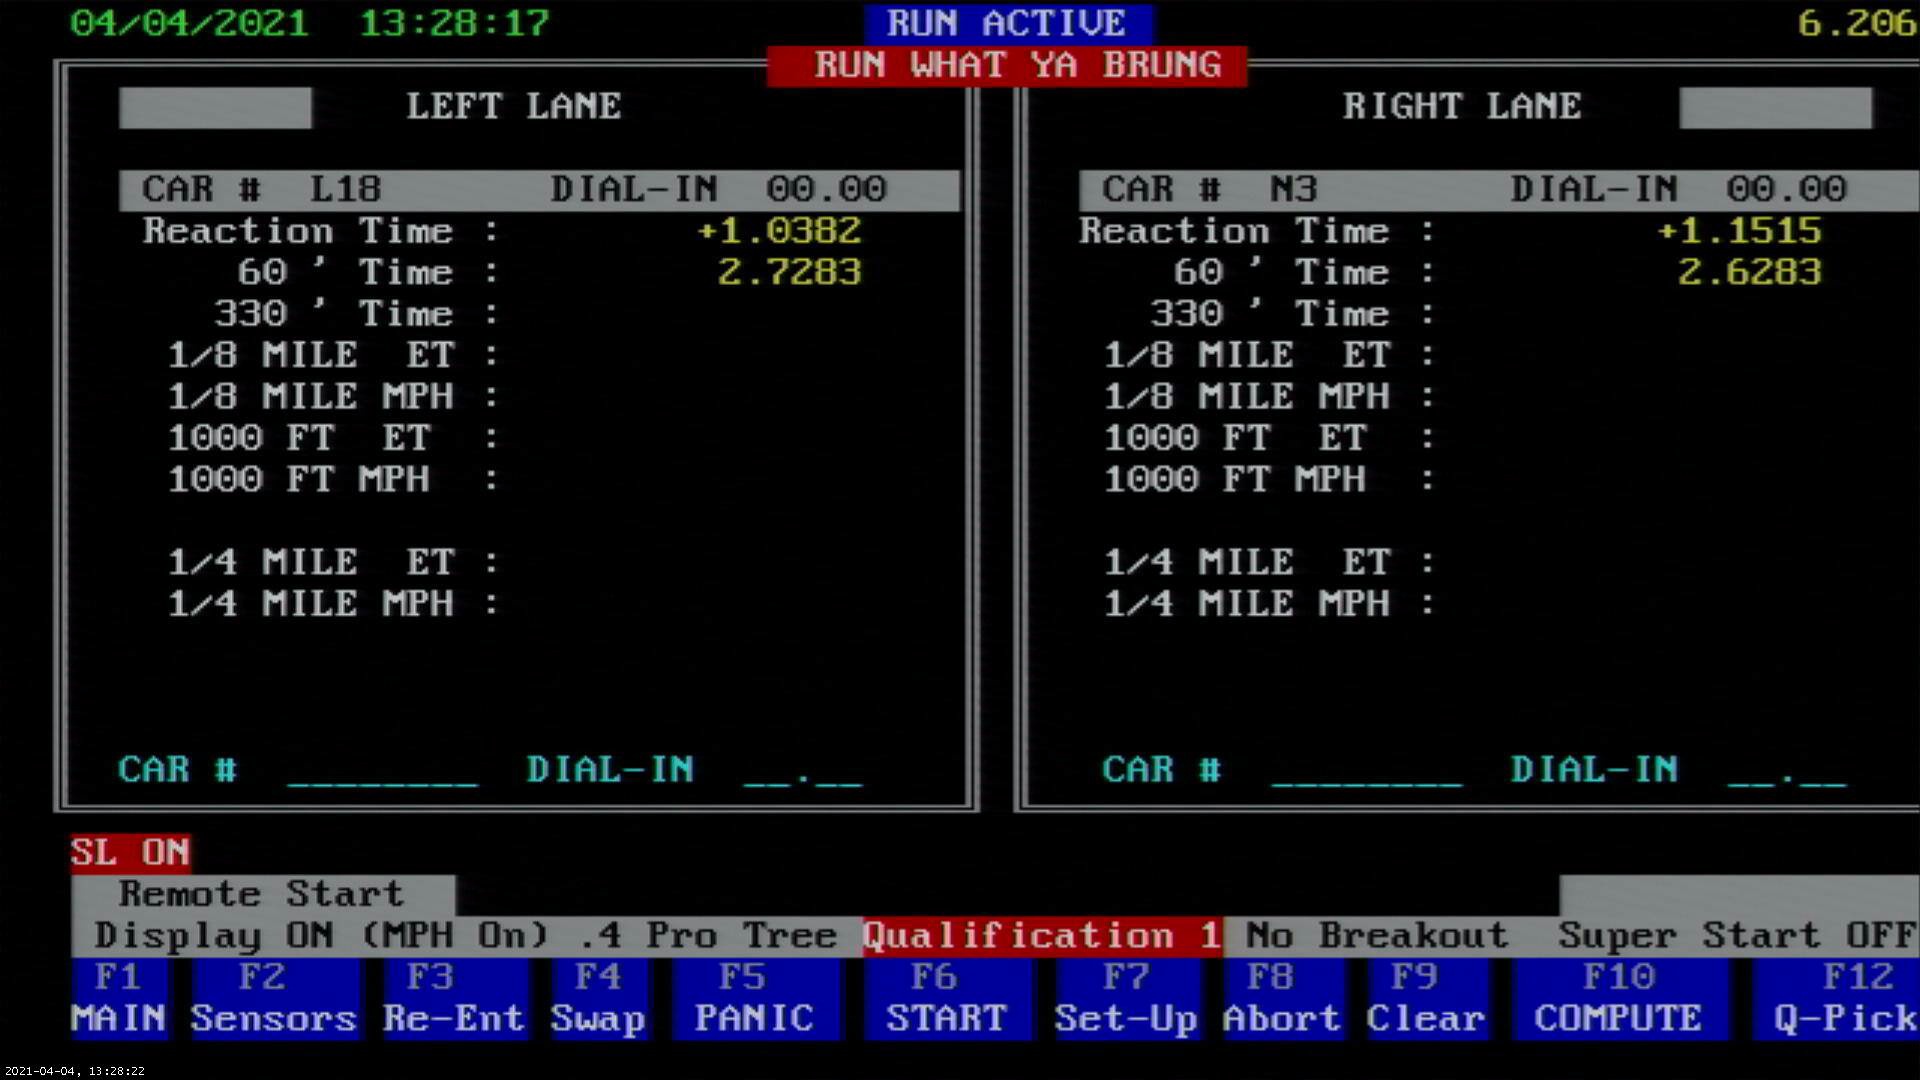 04/04/2021 13:28:17 RUN ACTIVE 6.206
RUN WHAT YA BRUNG
LEFT LANE
CAR # L18 DIAL-IN 00.00
Reaction Time : +1.0382
60 ' Time : 2.7283
330 ' Time :
1/8 MILE ET :
1/8 MILE MPH :
1000 FT ET :
1000 FT MPH :
1/4 MILE ET :
1/4 MILE MPH :
CAR # ________ DIAL-IN __.__
RIGHT LANE
CAR # N3 DIAL-IN 00.00
Reaction Time : +1.1515
60 ' Time : 2.6283
330 ' Time :
1/8 MILE ET :
1/8 MILE MPH :
1000 FT ET :
1000 FT MPH :
1/4 MILE ET :
1/4 MILE MPH :
CAR # ________ DIAL-IN __.__
SL ON
Remote Start
Display ON (MPH On) .4 Pro Tree Qualification 1 No Breakout Super Start OFF
F1 F2 F3 F4 F5 F6 F7 F8 F9 F10 F12
MAIN Sensors Re-Ent Swap PANIC START Set-Up Abort Clear COMPUTE Q-Pick
2021-04-04, 13:28:22